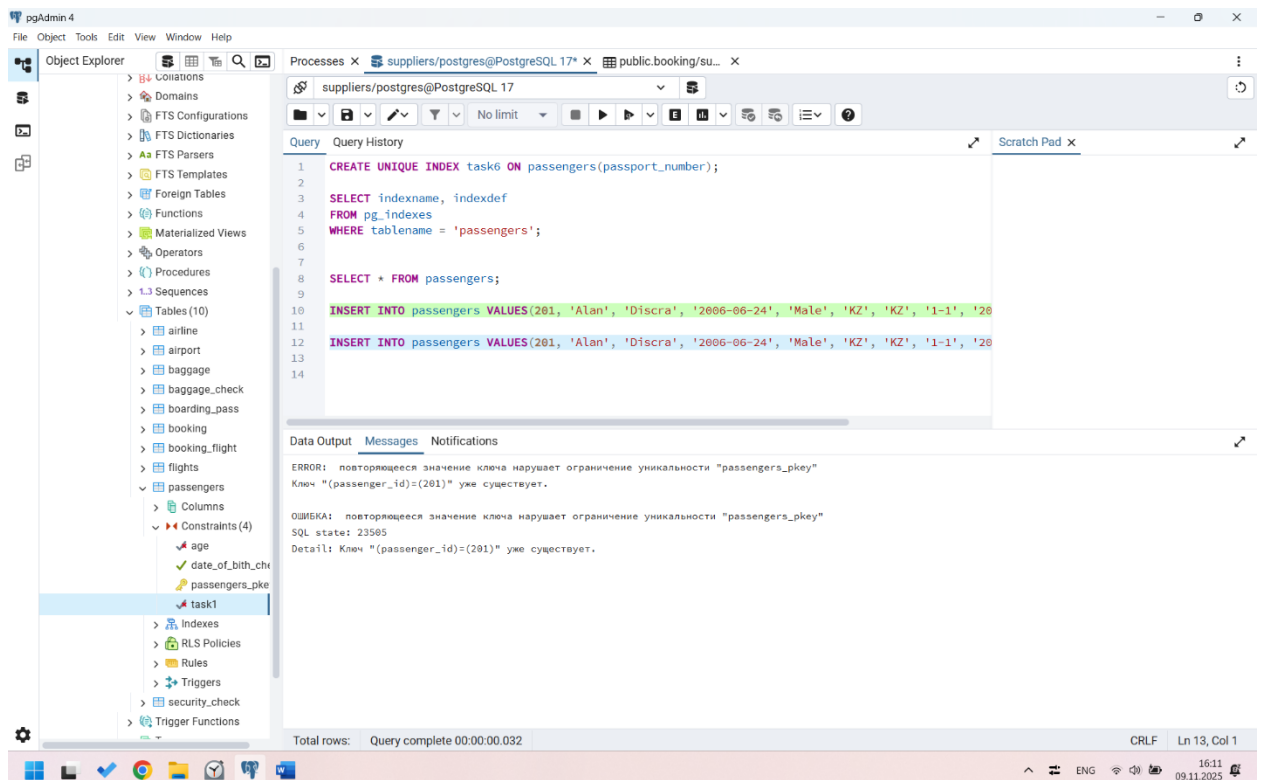 pgAdmin 4
File Object Tools Edit View Window Help
Object Explorer
Processes suppliers/postgres@PostgreSQL 17* public.booking/su...
suppliers/postgres@PostgreSQL 17
No limit
Query Query History
Scratch Pad
Collations
Domains
FTS Configurations
FTS Dictionaries
FTS Parsers
FTS Templates
Foreign Tables
Functions
Materialized Views
Operators
Procedures
1..3 Sequences
Tables (10)
airline
airport
baggage
baggage_check
boarding_pass
booking
booking_flight
flights
passengers
Columns
Constraints (4)
age
date_of_bith_che
passengers_pke
task1
Indexes
RLS Policies
Rules
Triggers
security_check
Trigger Functions
1 CREATE UNIQUE INDEX task6 ON passengers(passport_number);
2
3 SELECT indexname, indexdef
4 FROM pg_indexes
5 WHERE tablename = 'passengers';
6
7
8 SELECT * FROM passengers;
9
10 INSERT INTO passengers VALUES(201, 'Alan', 'Discra', '2006-06-24', 'Male', 'KZ', 'KZ', '1-1', '20
11
12 INSERT INTO passengers VALUES(201, 'Alan', 'Discra', '2006-06-24', 'Male', 'KZ', 'KZ', '1-1', '20
13
14
Data Output Messages Notifications
ERROR: повторяющееся значение ключа нарушает ограничение уникальности "passengers_pkey"
Ключ "(passenger_id)=(201)" уже существует.
ОШИБКА: повторяющееся значение ключа нарушает ограничение уникальности "passengers_pkey"
SQL state: 23505
Detail: Ключ "(passenger_id)=(201)" уже существует.
Total rows: Query complete 00:00:00.032
CRLF Ln 13, Col 1
ENG
16:11
09.11.2025